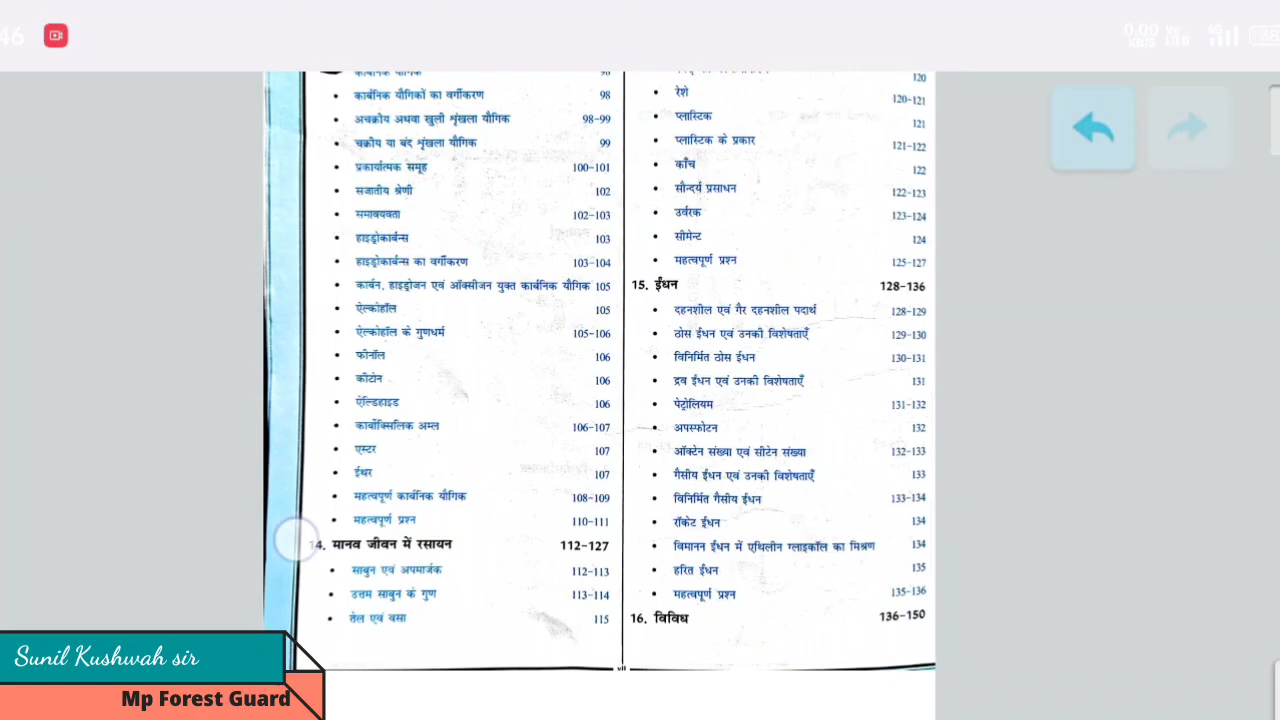 46
0.00
KB/S
कार्बनिक यौगिक 98
• कार्बनिक यौगिकों का वर्गीकरण 98
• अचक्रीय अथवा खुली शृंखला यौगिक 98-99
• चक्रीय या बंद शृंखला यौगिक 99
• प्रकार्यात्मक समूह 100-101
• सजातीय श्रेणी 102
• समावयवता 102-103
• हाइड्रोकार्बन्स 103
• हाइड्रोकार्बन्स का वर्गीकरण 103-104
• कार्बन, हाइड्रोजन एवं ऑक्सीजन युक्त कार्बनिक यौगिक 105
• ऐल्कोहॉल 105
• ऐल्कोहॉल के गुणधर्म 105-106
• फीनॉल 106
• कीटोन 106
• ऐल्डिहाइड 106
• कार्बोक्सिलिक अम्ल 106-107
• एस्टर 107
• ईथर 107
• महत्वपूर्ण कार्बनिक यौगिक 108-109
• महत्वपूर्ण प्रश्न 110-111
14. मानव जीवन में रसायन 112-127
• साबुन एवं अपमार्जक 112-113
• उत्तम साबुन के गुण 113-114
• तेल एवं वसा 115
120
• रेशे 120-121
• प्लास्टिक 121
• प्लास्टिक के प्रकार 121-122
• काँच 122
• सौन्दर्य प्रसाधन 122-123
• उर्वरक 123-124
• सीमेन्ट 124
• महत्वपूर्ण प्रश्न 125-127
15. ईंधन 128-136
• दहनशील एवं गैर दहनशील पदार्थ 128-129
• ठोस ईंधन एवं उनकी विशेषताएँ 129-130
• विनिर्मित ठोस ईंधन 130-131
• द्रव ईंधन एवं उनकी विशेषताएँ 131
• पेट्रोलियम 131-132
• अपस्फोटन 132
• ऑक्टेन संख्या एवं सीटेन संख्या 132-133
• गैसीय ईंधन एवं उनकी विशेषताएँ 133
• विनिर्मित गैसीय ईंधन 133-134
• रॉकेट ईंधन 134
• विमानन ईंधन में एथिलीन ग्लाइकॉल का मिश्रण 134
• हरित ईंधन 135
• महत्वपूर्ण प्रश्न 135-136
16. विविध 136-150
vii
Sunil Kushwah sir
Mp Forest Guard